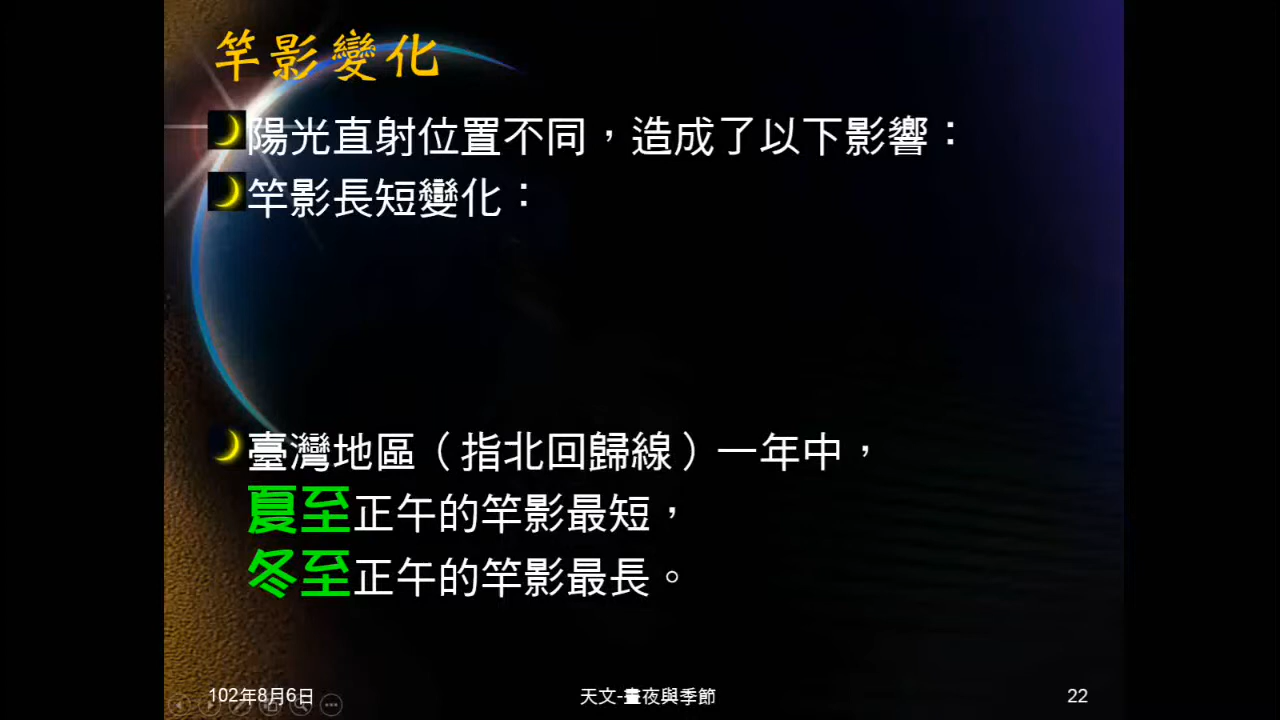 竿影變化
陽光直射位置不同，造成了以下影響：
竿影長短變化：
臺灣地區（指北回歸線）一年中，
夏至正午的竿影最短，
冬至正午的竿影最長。
102年8月6日
天文-晝夜與季節
22